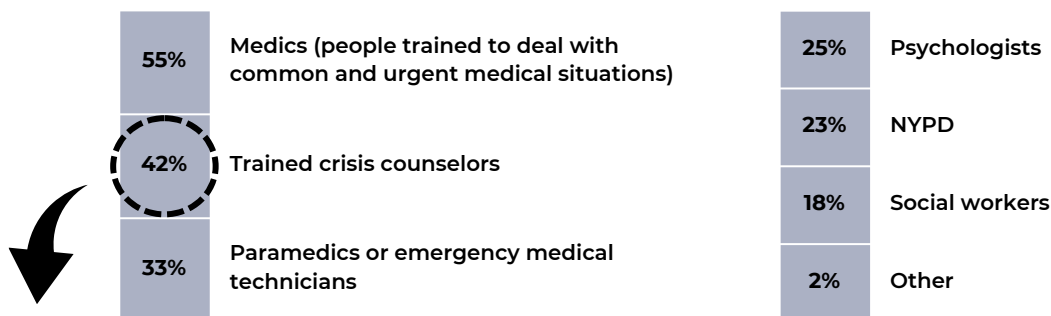 55%
Medics (people trained to deal with
common and urgent medical situations)
42%
Trained crisis counselors
33%
Paramedics or emergency medical
technicians
25%
Psychologists
23%
NYPD
18%
Social workers
2%
Other